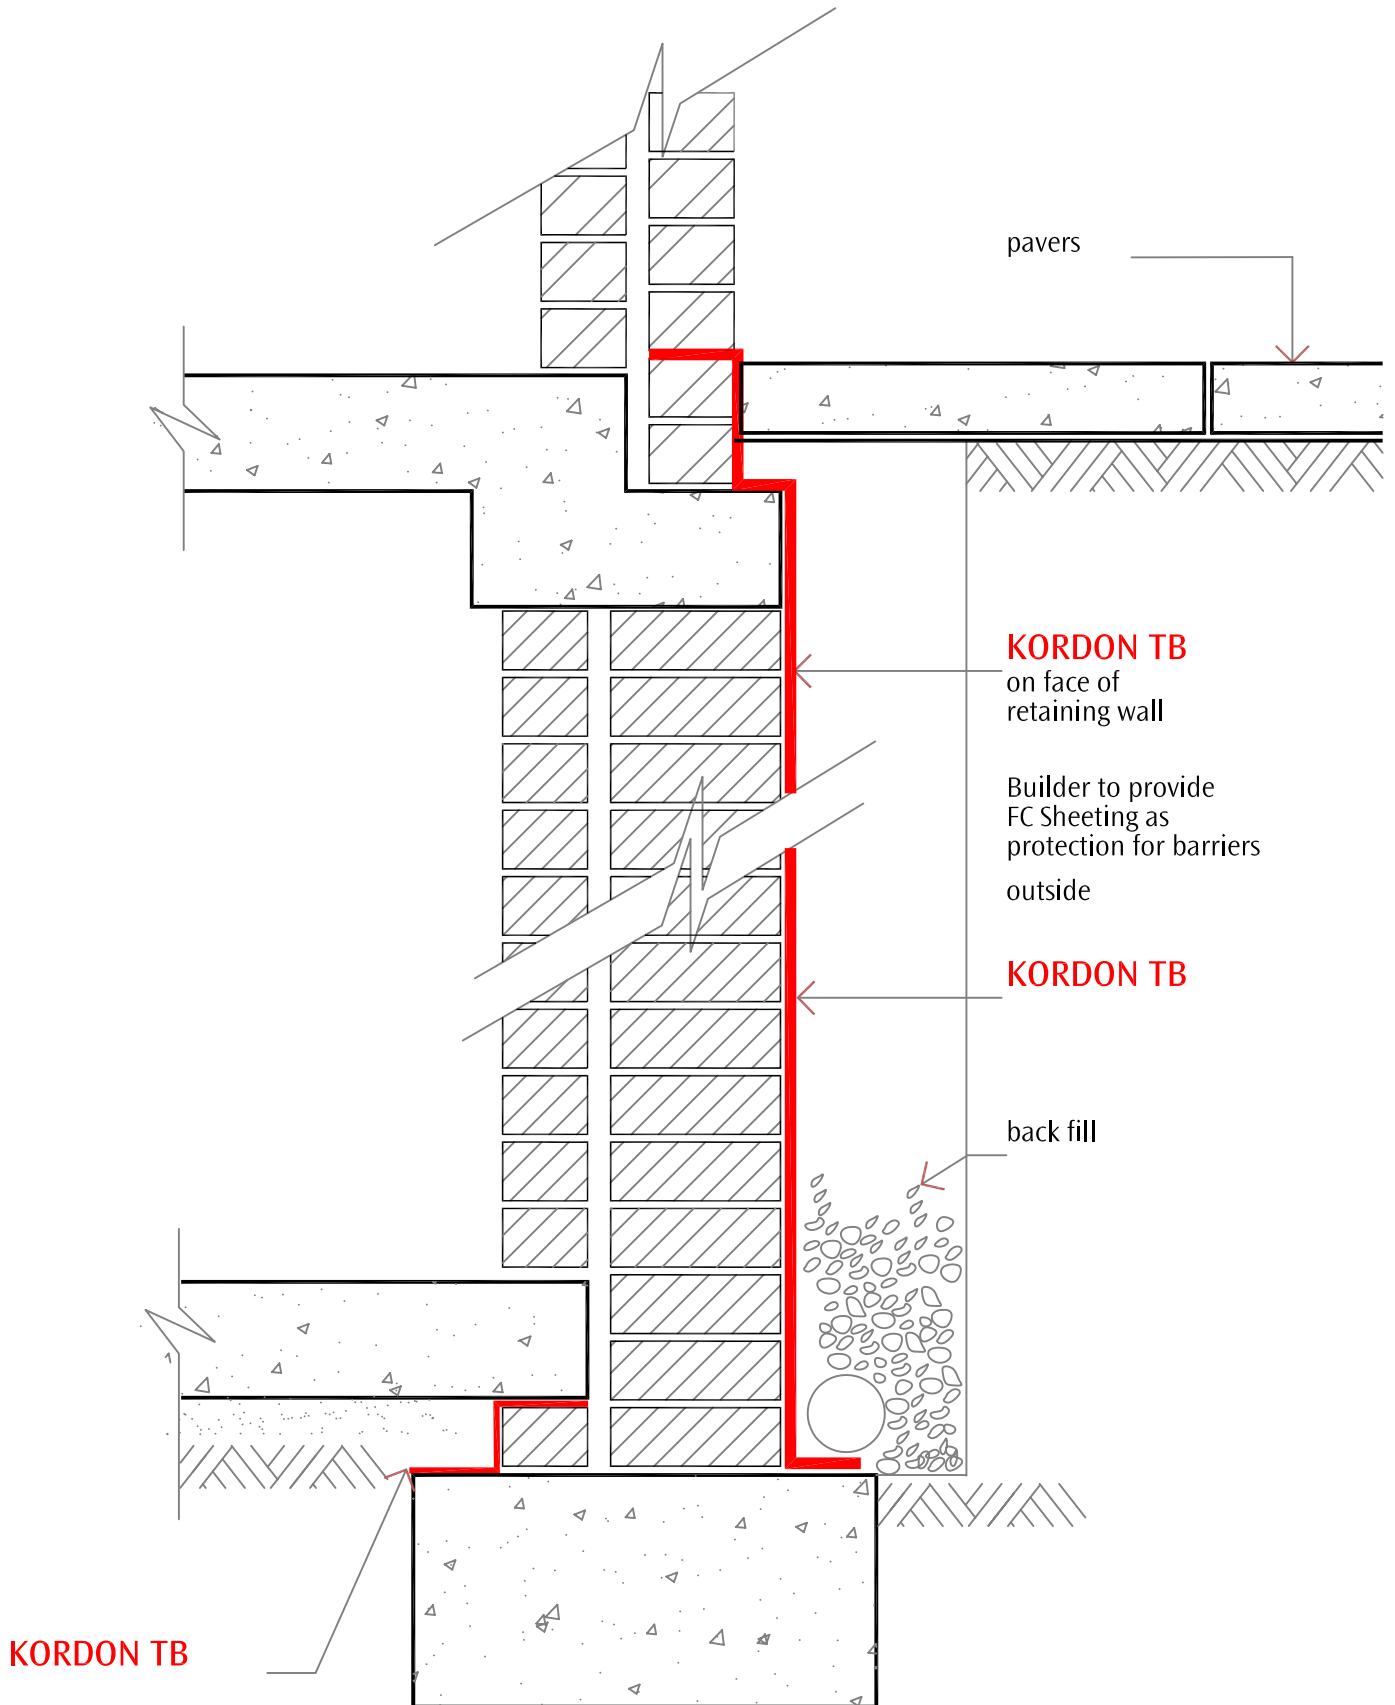 pavers
KORDON TB
on face of
retaining wall
Builder to provide
FC Sheeting as
protection for barriers
outside
KORDON TB
back fill
KORDON TB